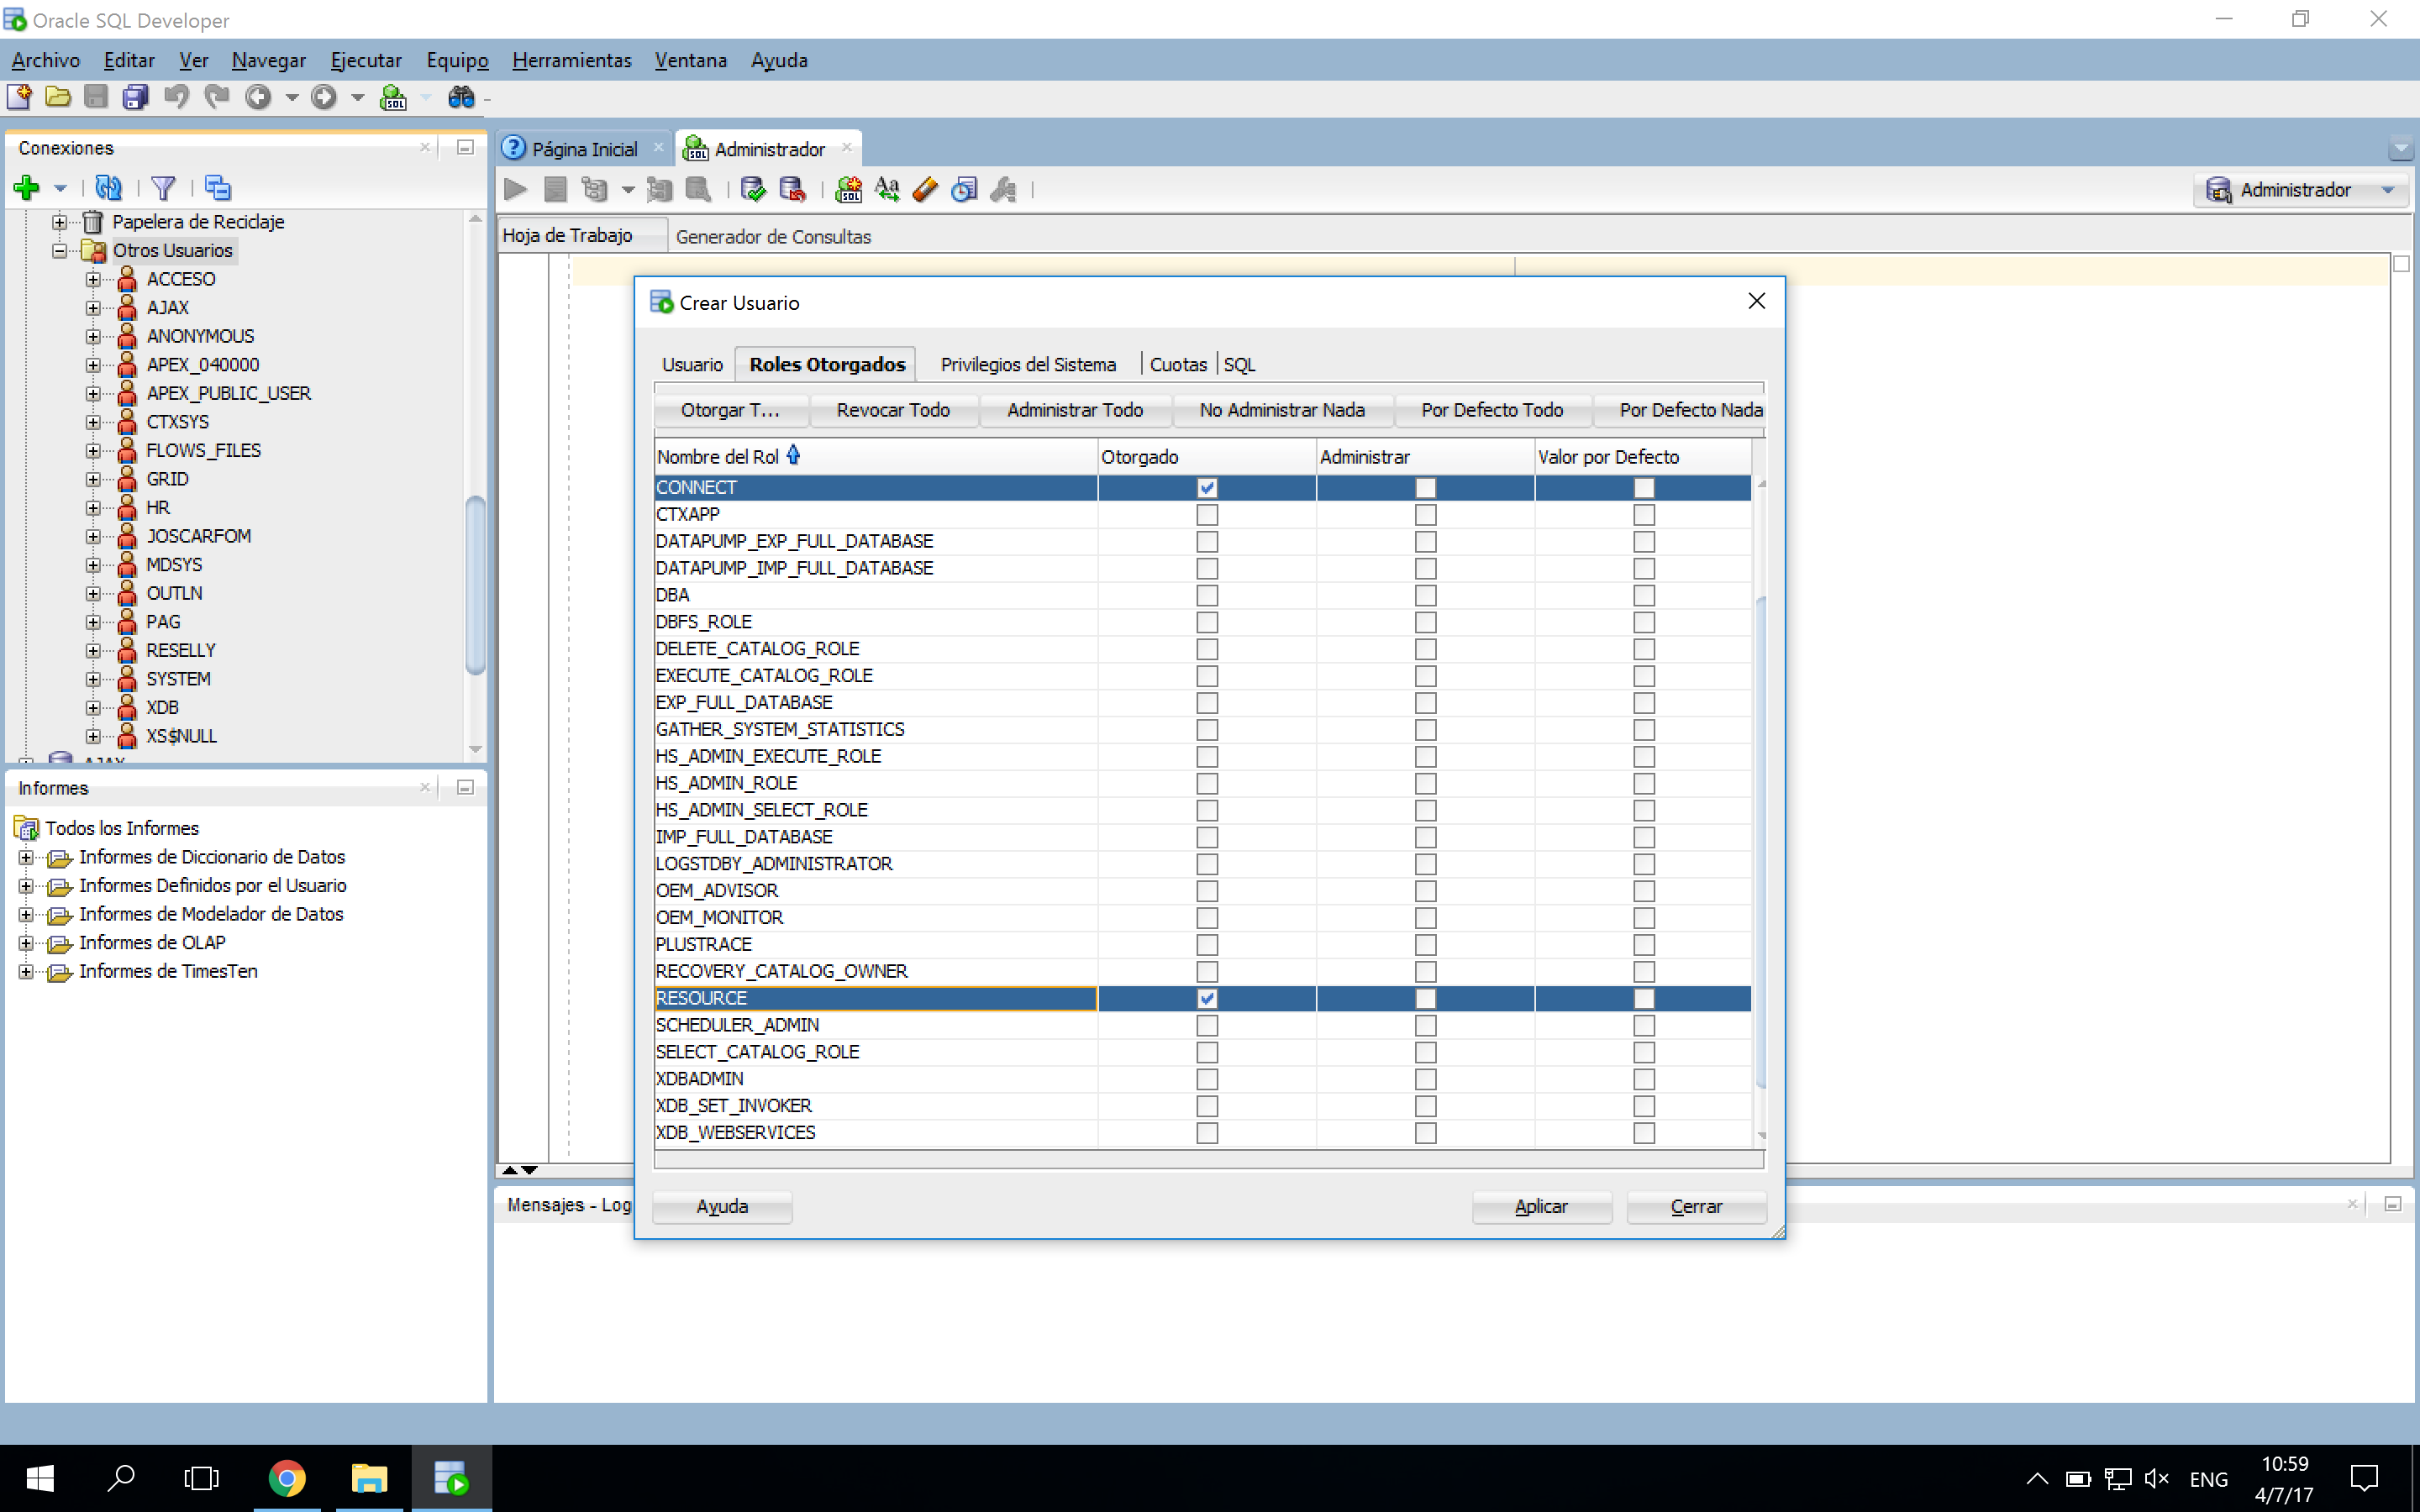 Oracle SQL Developer
Archivo Editar Ver Navegar Ejecutar Equipo Herramientas Ventana Ayuda
Conexiones
Papelera de Reciclaje
Otros Usuarios
ACCESO
AJAX
ANONYMOUS
APEX_040000
APEX_PUBLIC_USER
CTXSYS
FLOWS_FILES
GRID
HR
JOSCARFOM
MDSYS
OUTLN
PAG
RESELLY
SYSTEM
XDB
XS$NULL
AJAX
Informes
Todos los Informes
Informes de Diccionario de Datos
Informes Definidos por el Usuario
Informes de Modelador de Datos
Informes de OLAP
Informes de TimesTen
Página Inicial Administrador
Administrador
Hoja de Trabajo Generador de Consultas
Crear Usuario
Usuario Roles Otorgados Privilegios del Sistema Cuotas SQL
Otorgar T... Revocar Todo Administrar Todo No Administrar Nada Por Defecto Todo Por Defecto Nada
Nombre del Rol Otorgado Administrar Valor por Defecto
CONNECT
CTXAPP
DATAPUMP_EXP_FULL_DATABASE
DATAPUMP_IMP_FULL_DATABASE
DBA
DBFS_ROLE
DELETE_CATALOG_ROLE
EXECUTE_CATALOG_ROLE
EXP_FULL_DATABASE
GATHER_SYSTEM_STATISTICS
HS_ADMIN_EXECUTE_ROLE
HS_ADMIN_ROLE
HS_ADMIN_SELECT_ROLE
IMP_FULL_DATABASE
LOGSTDBY_ADMINISTRATOR
OEM_ADVISOR
OEM_MONITOR
PLUSTRACE
RECOVERY_CATALOG_OWNER
RESOURCE
SCHEDULER_ADMIN
SELECT_CATALOG_ROLE
XDBADMIN
XDB_SET_INVOKER
XDB_WEBSERVICES
Ayuda Aplicar Cerrar
Mensajes - Log
ENG
10:59
4/7/17